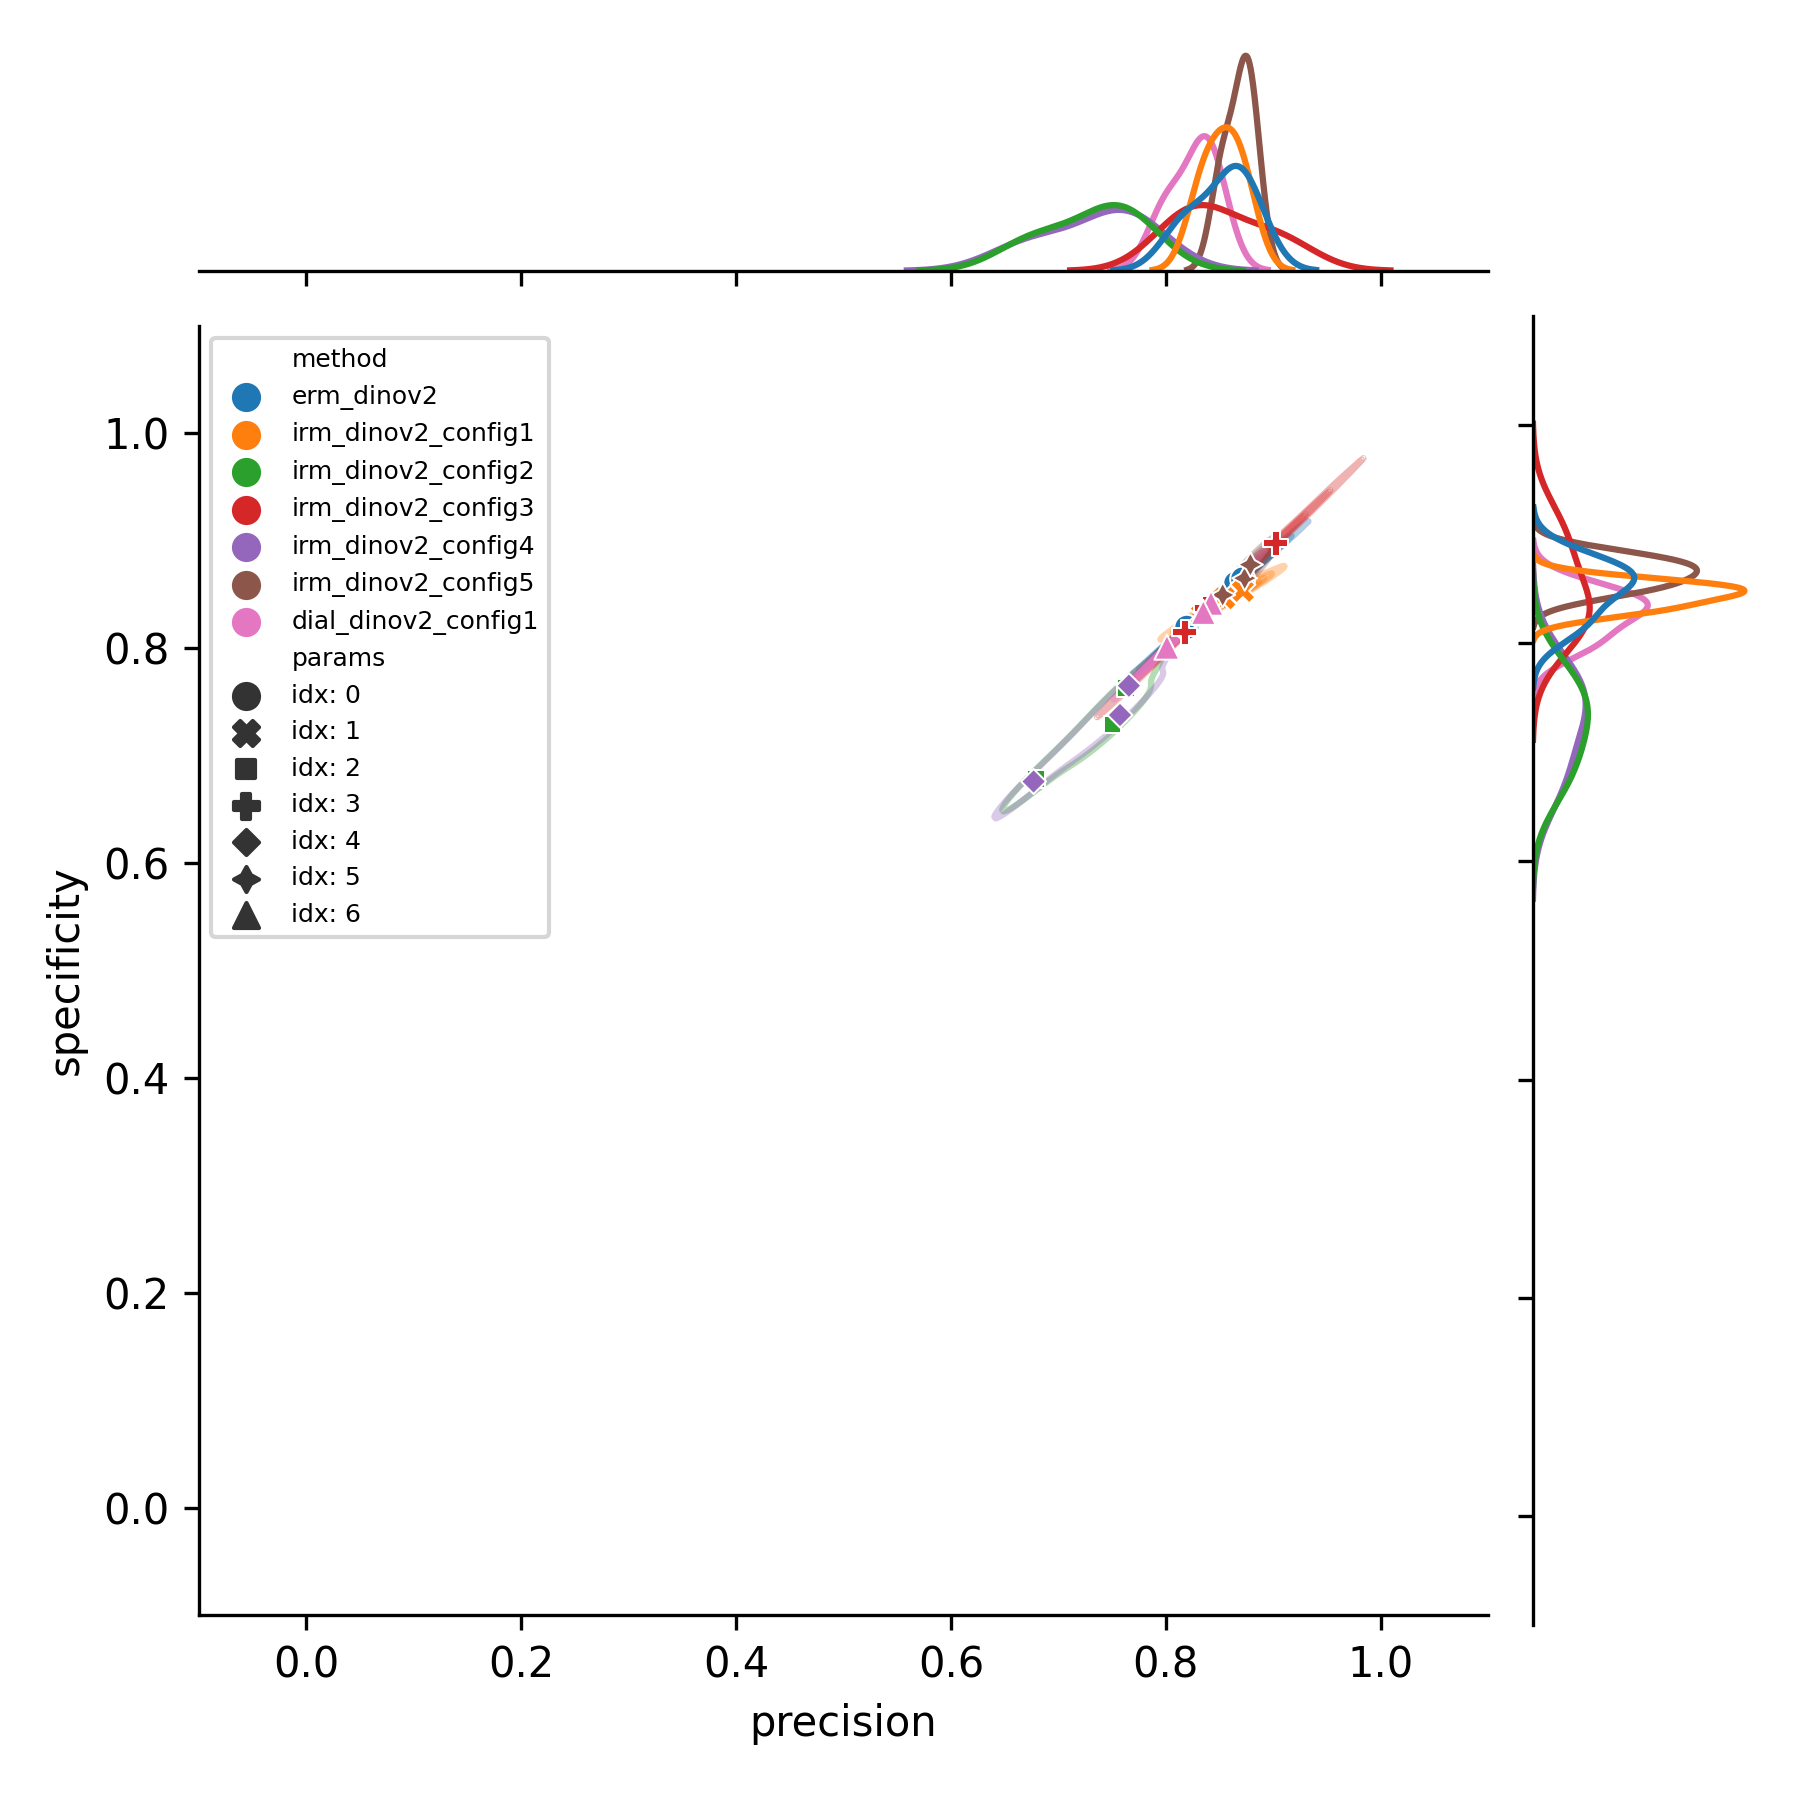 method
erm_dinov2
irm_dinov2_config1
irm_dinov2_config2
irm_dinov2_config3
irm_dinov2_config4
irm_dinov2_config5
dial_dinov2_config1
params
idx: 0
idx: 1
idx: 2
idx: 3
idx: 4
idx: 5
idx: 6
1.0
0.8
0.6
0.4
0.2
0.0
specificity
0.0 0.2 0.4 0.6 0.8 1.0
precision